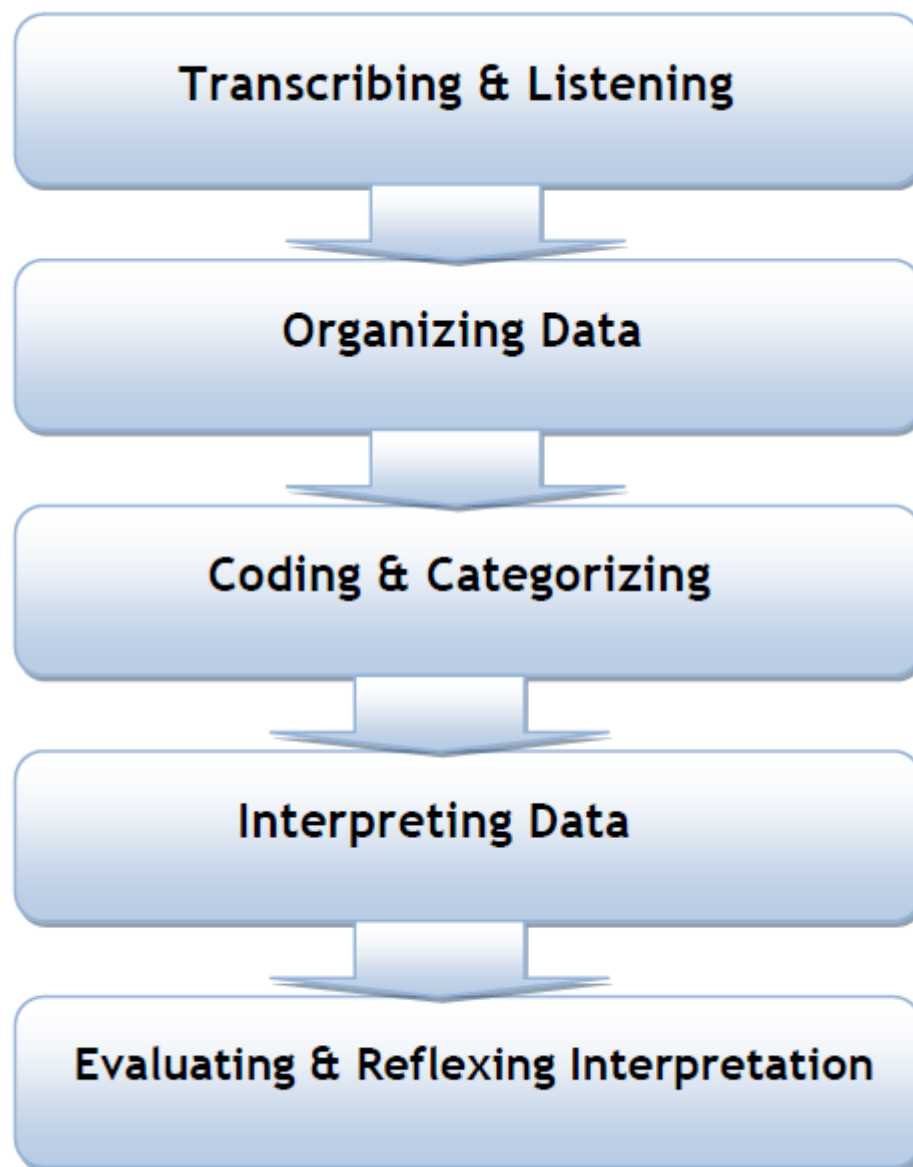 Transcribing & Listening
Organizing Data
Coding & Categorizing
Interpreting Data
Evaluating & Reflexing Interpretation